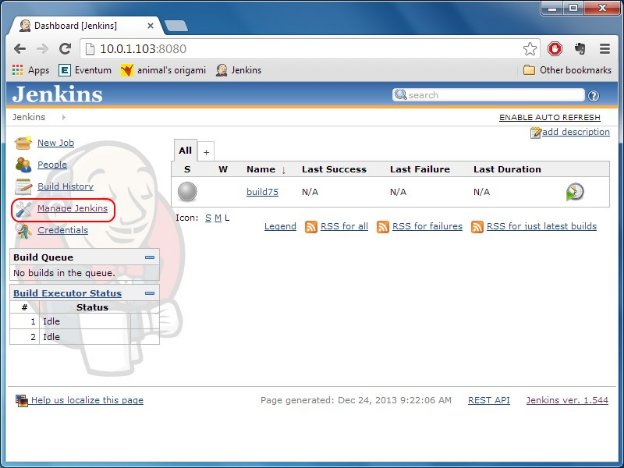 Dashboard [Jenkins]
10.0.1.103:8080
Apps Eventum animal's origami Jenkins Other bookmarks
Jenkins
search
Jenkins
ENABLE AUTO REFRESH
add description
New Job
People
Build History
Manage Jenkins
Credentials
Build Queue
No builds in the queue.
Build Executor Status
# Status
1 Idle
2 Idle
All +
S W Name ↓ Last Success Last Failure Last Duration
build75 N/A N/A N/A
Icon: S M L
Legend RSS for all RSS for failures RSS for just latest builds
Help us localize this page Page generated: Dec 24, 2013 9:22:06 AM REST API Jenkins ver. 1.544